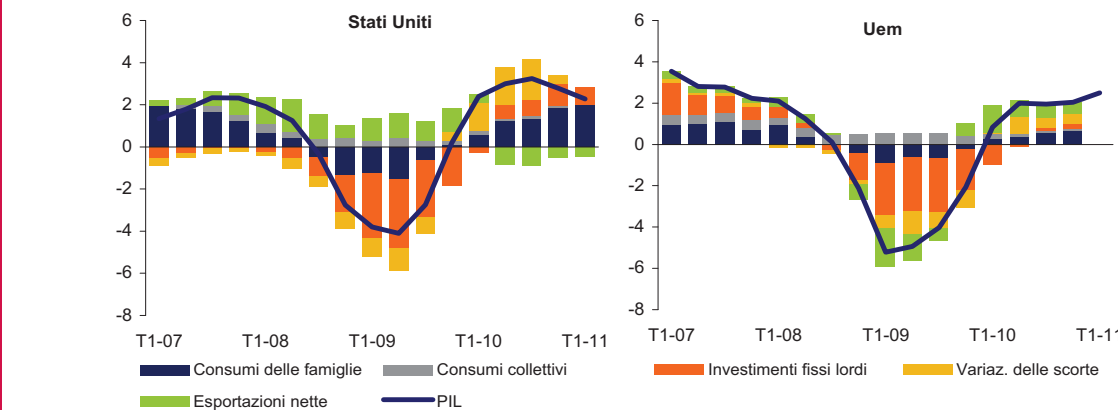 Stati Uniti
6
4
2
0
-2
-4
-6
-8
T1-07 T1-08 T1-09 T1-10 T1-11
Uem
6
4
2
0
-2
-4
-6
-8
T1-07 T1-08 T1-09 T1-10 T1-11
Consumi delle famiglie Consumi collettivi Investimenti fissi lordi Variaz. delle scorte
Esportazioni nette PIL